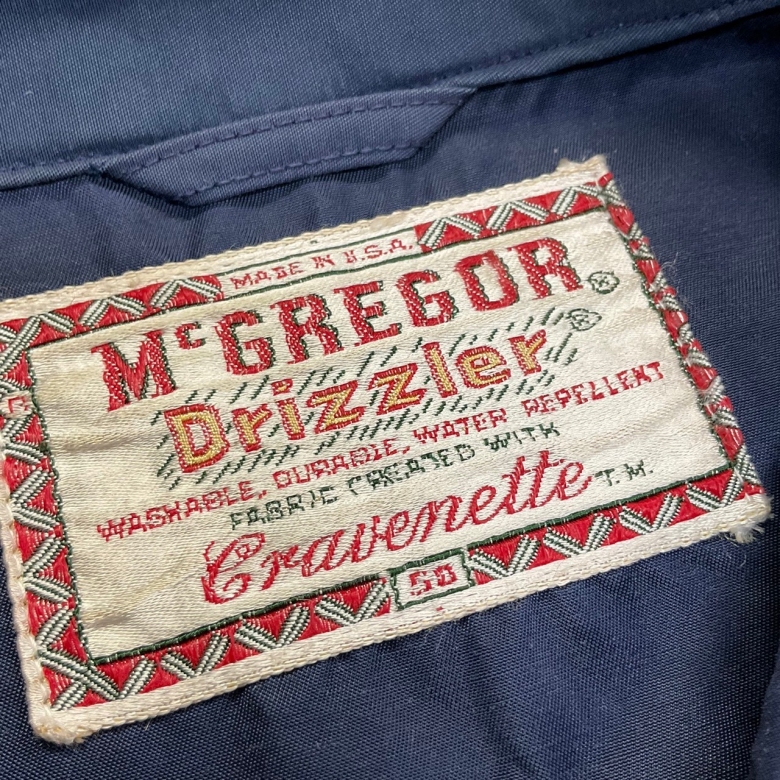 MADE IN U.S.A.
McGREGOR®
Drizzler®
WASHABLE, DURABLE, WATER REPELLENT
FABRIC CREATED WITH
Cravenette T.M.
50